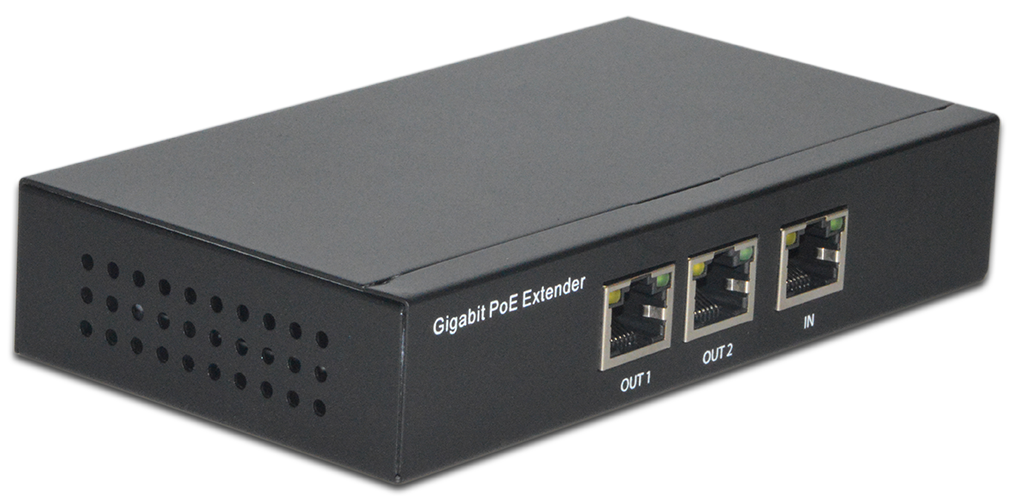 Gigabit PoE Extender
OUT 1
OUT 2
IN